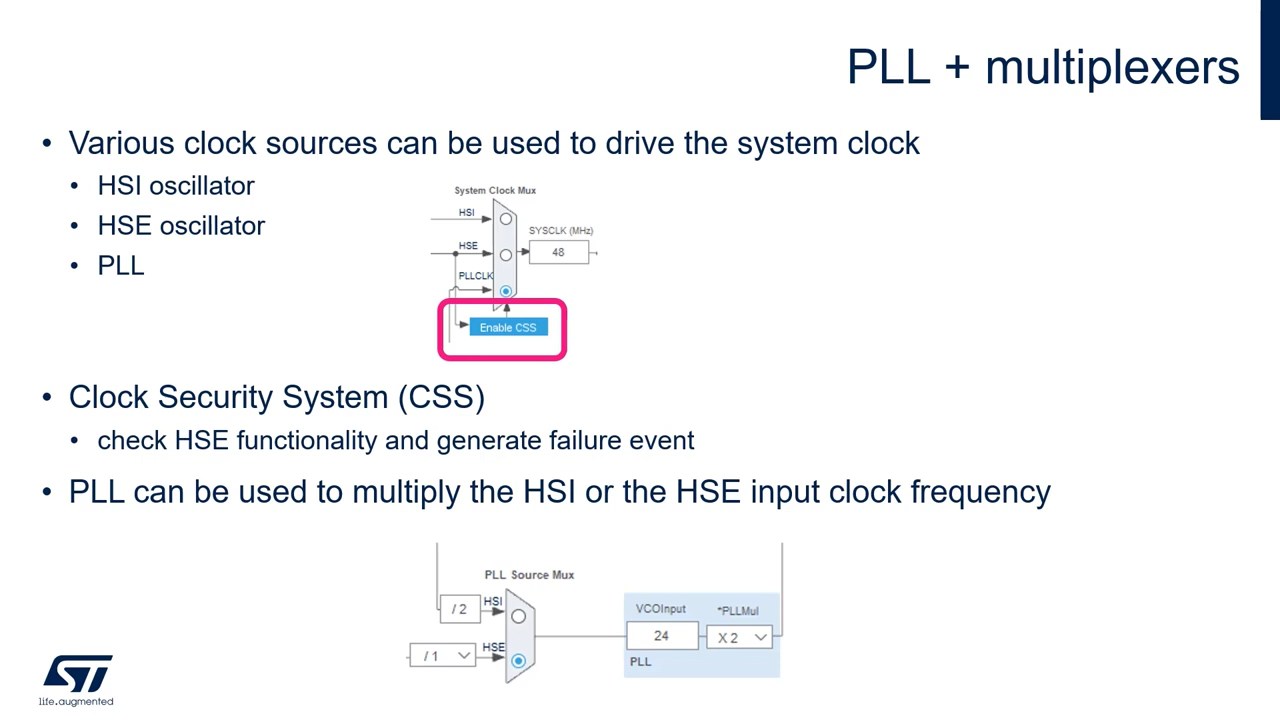 PLL + multiplexers
• Various clock sources can be used to drive the system clock
• HSI oscillator
• HSE oscillator
• PLL
System Clock Mux
HSI
HSE
PLLCLK
SYSCLK (MHz)
48
Enable CSS
• Clock Security System (CSS)
• check HSE functionality and generate failure event
• PLL can be used to multiply the HSI or the HSE input clock frequency
PLL Source Mux
/ 2
HSI
/ 1
HSE
VCOInput
*PLLMul
24
X 2
PLL
ST
life.augmented